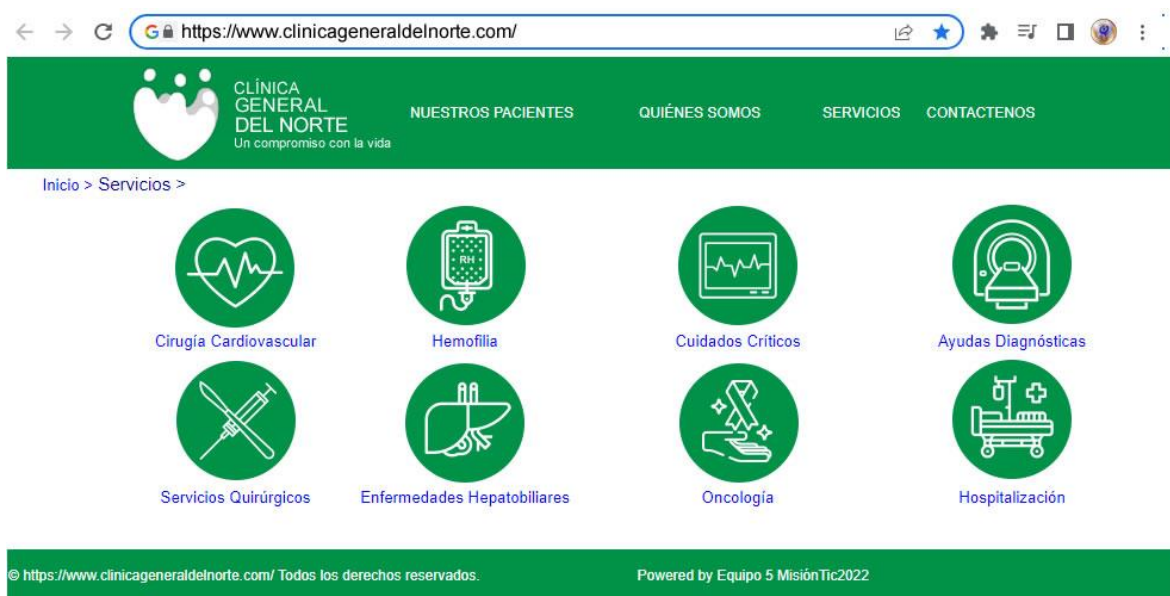 https://www.clinicageneraldelnorte.com/
CLÍNICA
GENERAL
DEL NORTE
Un compromiso con la vida
NUESTROS PACIENTES
QUIÉNES SOMOS
SERVICIOS
CONTACTENOS
Inicio > Servicios >
RH
Cirugía Cardiovascular
Hemofilia
Cuidados Críticos
Ayudas Diagnósticas
Servicios Quirúrgicos
Enfermedades Hepatobiliares
Oncología
Hospitalización
© https://www.clinicageneraldelnorte.com/ Todos los derechos reservados.
Powered by Equipo 5 MisiónTic2022